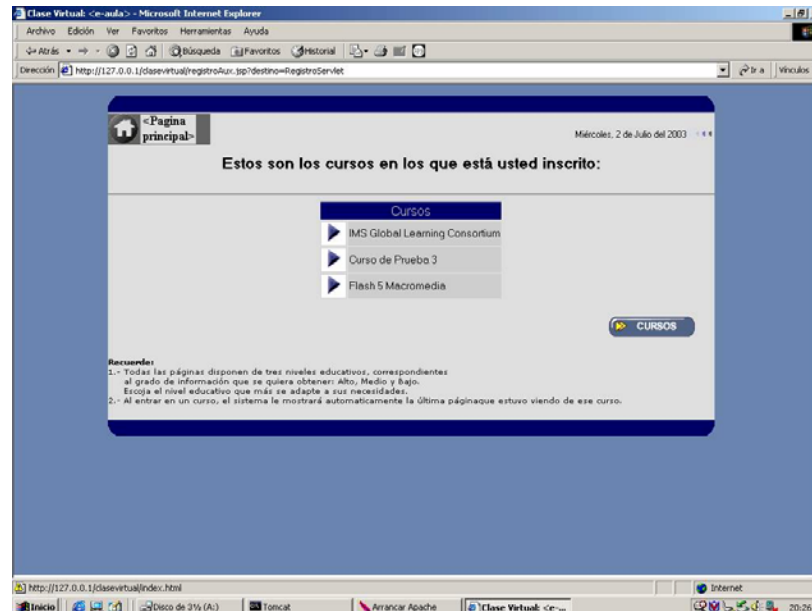 Clase Virtual: <e-aula> - Microsoft Internet Explorer
Archivo Edición Ver Favoritos Herramientas Ayuda
Atrás Búsqueda Favoritos Historial
Dirección http://127.0.0.1/clasevirtual/registroAux.jsp?destino=RegistroServlet Ir a Vínculos
<Pagina
principal>
Miércoles, 2 de Julio del 2003
Estos son los cursos en los que está usted inscrito:
Cursos
IMS Global Learning Consortium
Curso de Prueba 3
Flash 5 Macromedia
CURSOS
Recuerde:
1.- Todas las páginas disponen de tres niveles educativos, correspondientes
al grado de información que se quiera obtener: Alto, Medio y Bajo.
Escoja el nivel educativo que más se adapte a sus necesidades.
2.- Al entrar en un curso, el sistema le mostrará automaticamente la última páginaque estuvo viendo de ese curso.
http://127.0.0.1/clasevirtual/index.html Internet
Inicio Disco de 3½ (A:) Tomcat Arrancar Apache Clase Virtual: <e-... 20:55